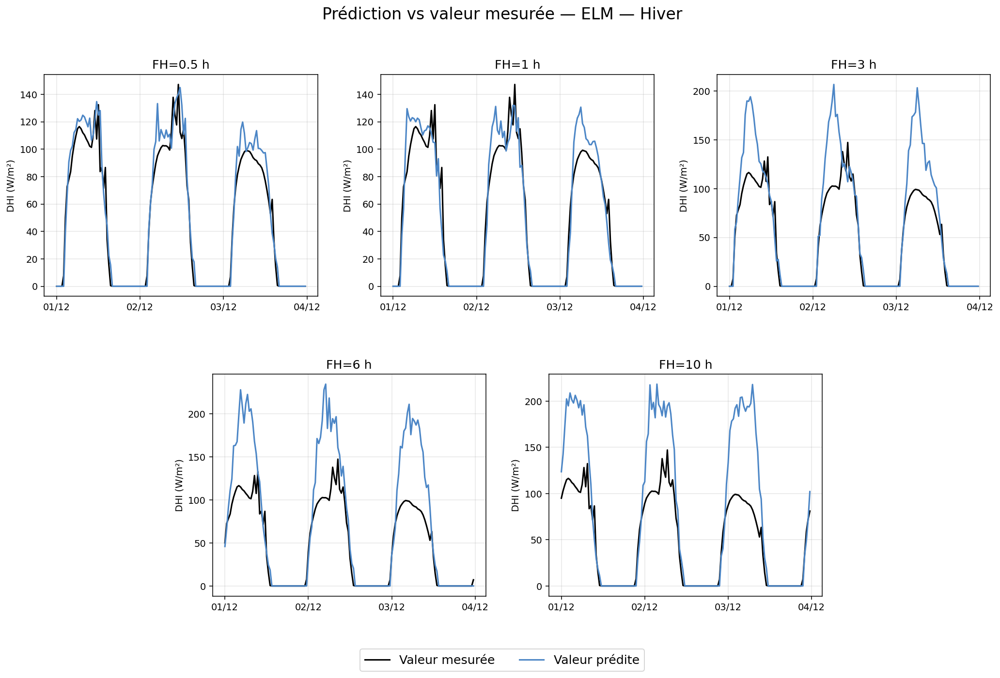 Prédiction vs valeur mesurée — ELM — Hiver
FH=0.5 h
DHI (W/m²)
140
120
100
80
60
40
20
0
01/12 02/12 03/12 04/12
FH=1 h
DHI (W/m²)
140
120
100
80
60
40
20
0
01/12 02/12 03/12 04/12
FH=3 h
DHI (W/m²)
200
150
100
50
0
01/12 02/12 03/12 04/12
FH=6 h
DHI (W/m²)
200
150
100
50
0
01/12 02/12 03/12 04/12
FH=10 h
DHI (W/m²)
200
150
100
50
0
01/12 02/12 03/12 04/12
Valeur mesurée Valeur prédite